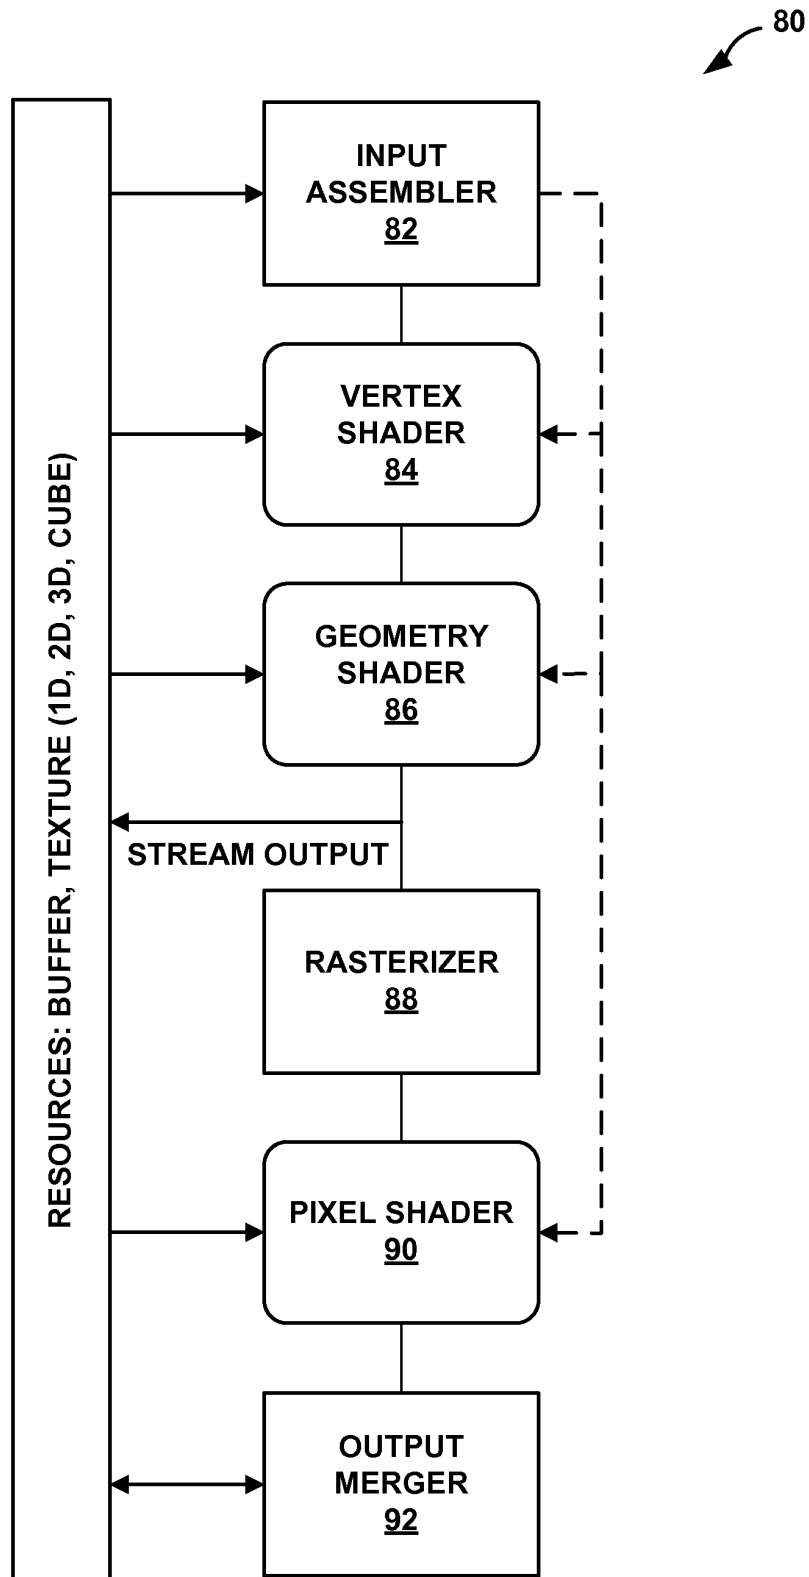 80
RESOURCES: BUFFER, TEXTURE (1D, 2D, 3D, CUBE)
INPUT
ASSEMBLER
82
VERTEX
SHADER
84
GEOMETRY
SHADER
86
STREAM OUTPUT
RASTERIZER
88
PIXEL SHADER
90
OUTPUT
MERGER
92